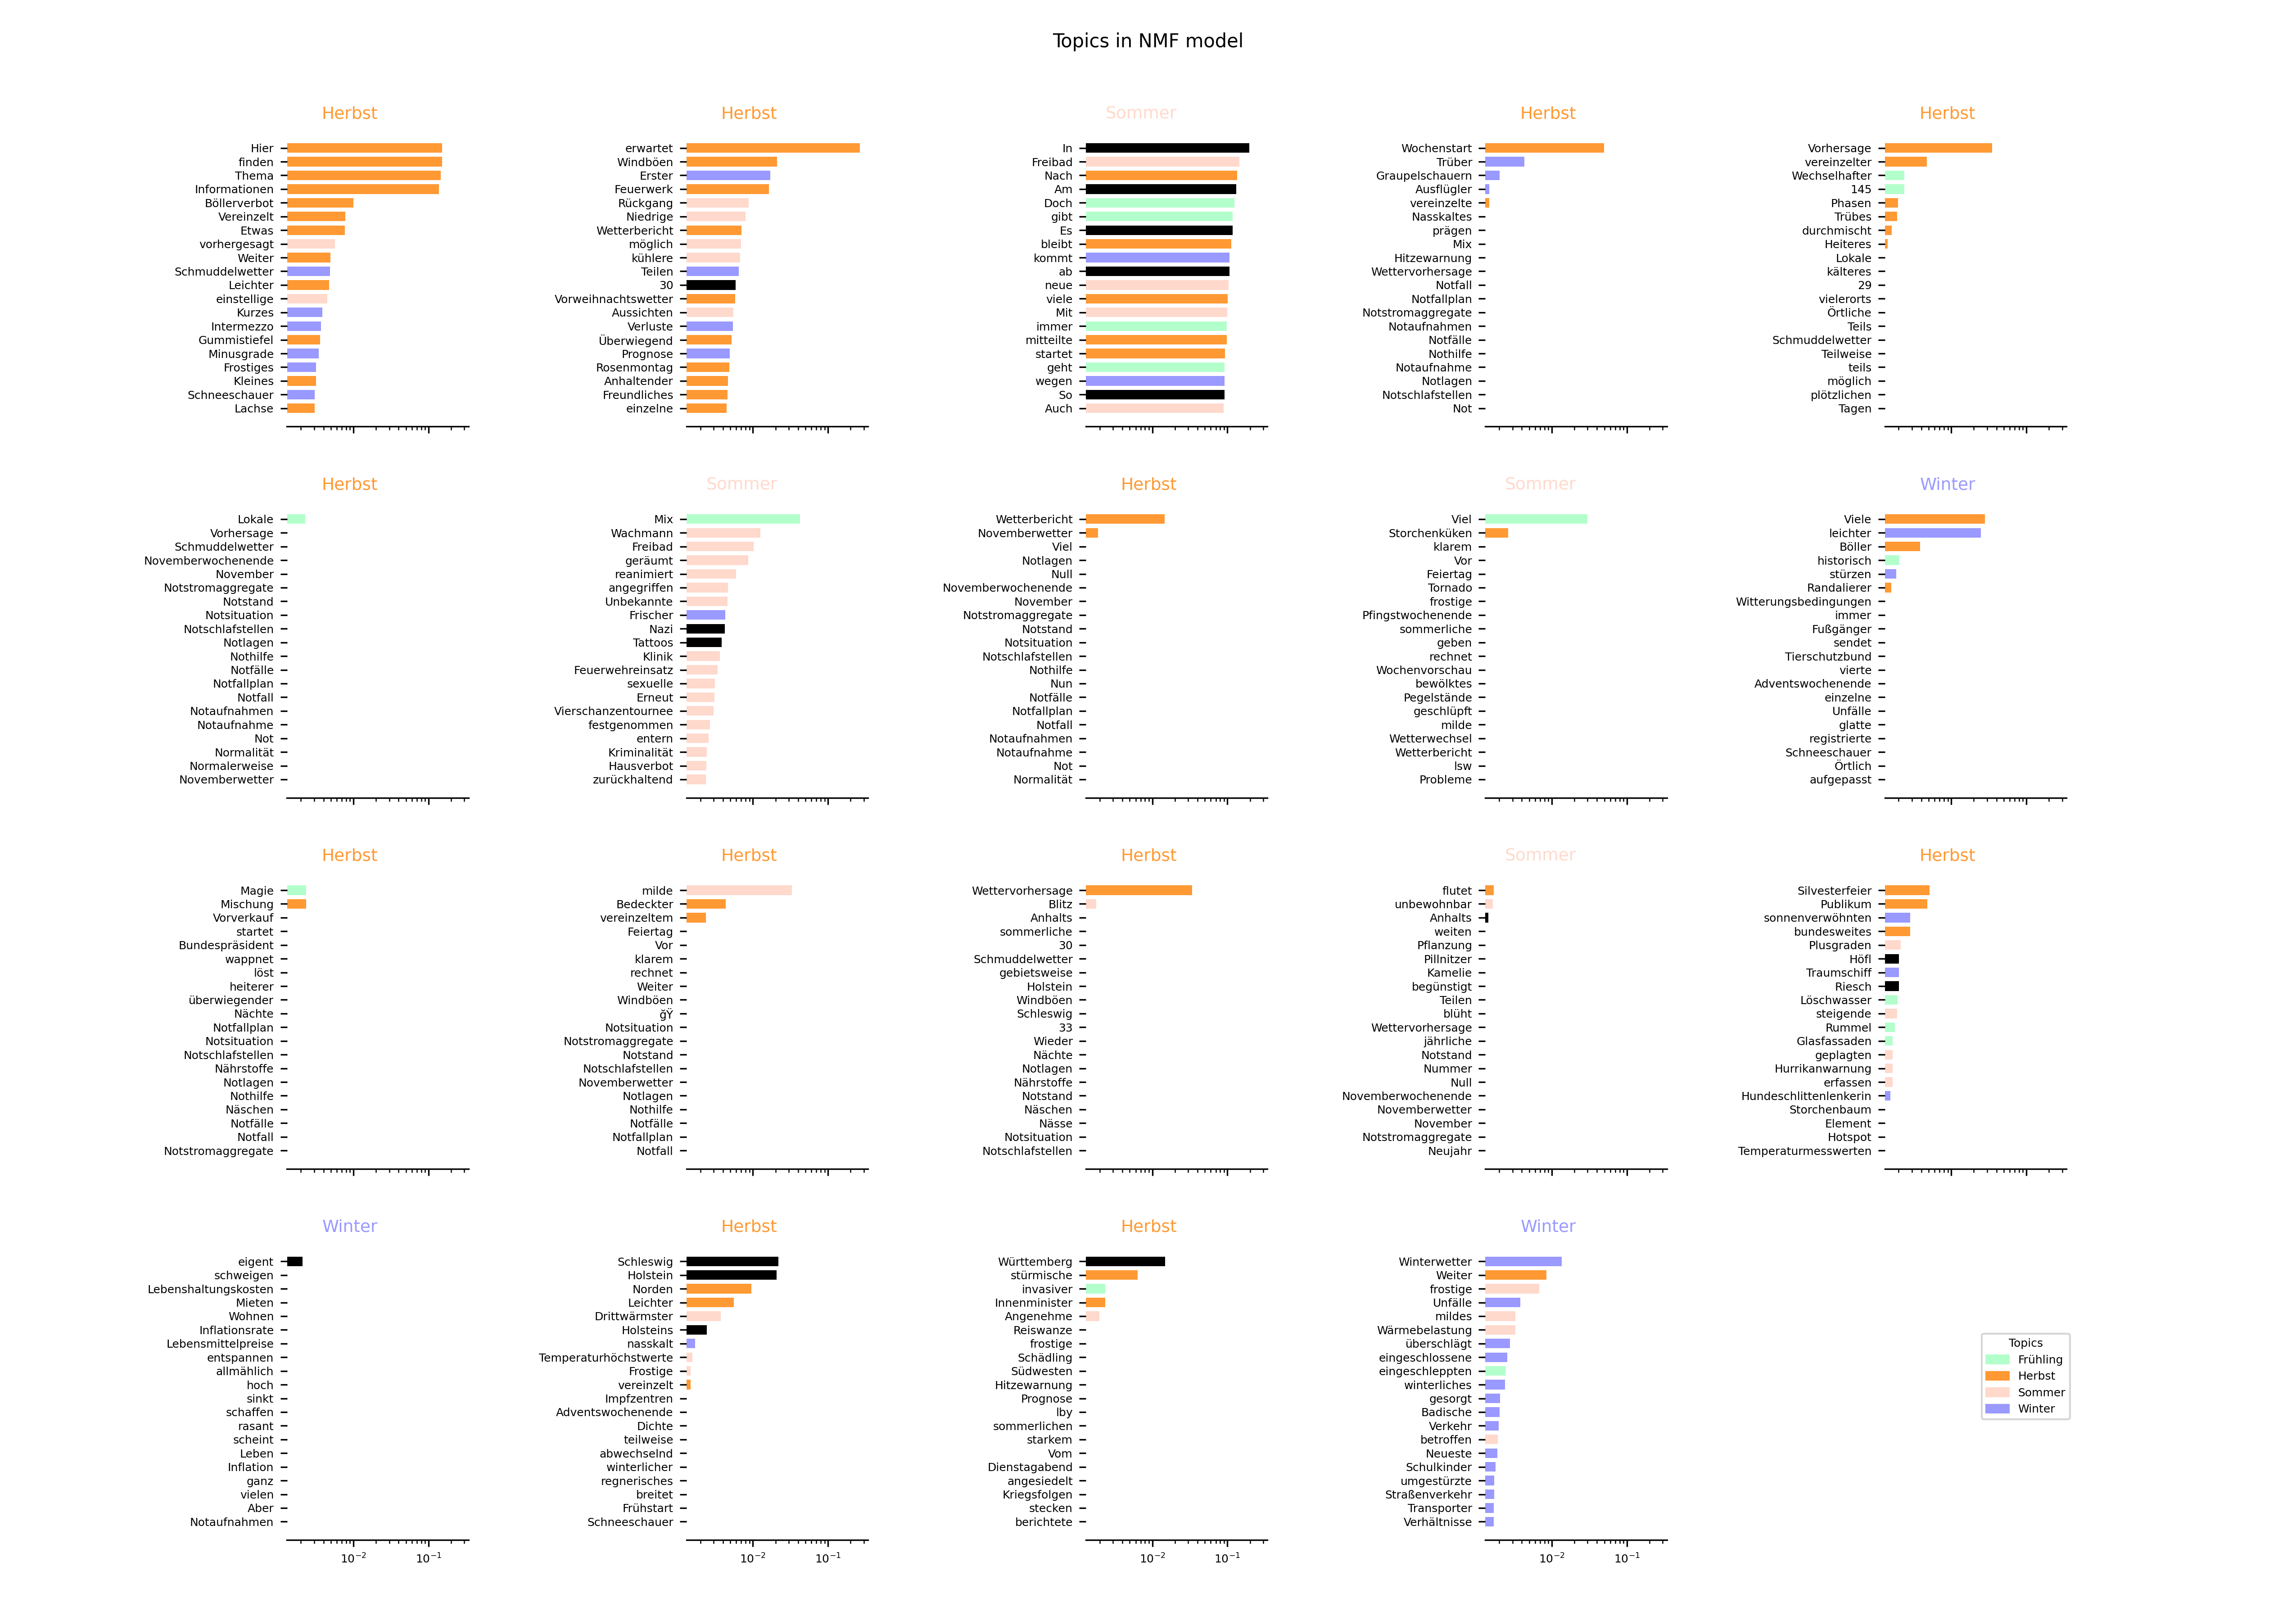 Topics in NMF model
Herbst
Hier
finden
Thema
Informationen
Böllerverbot
Vereinzelt
Etwas
vorhergesagt
Weiter
Schmuddelwetter
Leichter
einstellige
Kurzes
Intermezzo
Gummistiefel
Minusgrade
Frostiges
Kleines
Schneeschauer
Lachse
Herbst
erwartet
Windböen
Erster
Feuerwerk
Rückgang
Niedrige
Wetterbericht
möglich
kühlere
Teilen
30
Vorweihnachtswetter
Aussichten
Verluste
Überwiegend
Prognose
Rosenmontag
Anhaltender
Freundliches
einzelne
Sommer
In
Freibad
Nach
Am
Doch
gibt
Es
bleibt
kommt
ab
neue
viele
Mit
immer
mitteilte
startet
geht
wegen
So
Auch
Herbst
Wochenstart
Trüber
Graupelschauern
Ausflügler
vereinzelte
Nasskaltes
prägen
Mix
Hitzewarnung
Wettervorhersage
Notfall
Notfallplan
Notstromaggregate
Notaufnahmen
Notfälle
Nothilfe
Notaufnahme
Notlagen
Notschlafstellen
Not
Herbst
Vorhersage
vereinzelter
Wechselhafter
145
Phasen
Trübes
durchmischt
Heiteres
Lokale
kälteres
29
vielerorts
Örtliche
Teils
Schmuddelwetter
Teilweise
teils
möglich
plötzlichen
Tagen
Herbst
Lokale
Vorhersage
Schmuddelwetter
Novemberwochenende
November
Notstromaggregate
Notstand
Notsituation
Notschlafstellen
Notlagen
Nothilfe
Notfälle
Notfallplan
Notfall
Notaufnahmen
Notaufnahme
Not
Normalität
Normalerweise
Novemberwetter
Sommer
Mix
Wachmann
Freibad
geräumt
reanimiert
angegriffen
Unbekannte
Frischer
Nazi
Tattoos
Klinik
Feuerwehreinsatz
sexuelle
Erneut
Vierschanzentournee
festgenommen
entern
Kriminalität
Hausverbot
zurückhaltend
Herbst
Wetterbericht
Novemberwetter
Viel
Notlagen
Null
Novemberwochenende
November
Notstromaggregate
Notstand
Notsituation
Notschlafstellen
Nothilfe
Nun
Notfälle
Notfallplan
Notfall
Notaufnahmen
Notaufnahme
Not
Normalität
Sommer
Viel
Storchenküken
klarem
Vor
Feiertag
Tornado
frostige
Pfingstwochenende
sommerliche
geben
rechnet
Wochenvorschau
bewölktes
Pegelstände
geschlüpft
milde
Wetterwechsel
Wetterbericht
lsw
Probleme
Winter
Viele
leichter
Böller
historisch
stürzen
Randalierer
Witterungsbedingungen
immer
Fußgänger
sendet
Tierschutzbund
vierte
Adventswochenende
einzelne
Unfälle
glatte
registrierte
Schneeschauer
Örtlich
aufgepasst
Herbst
Magie
Mischung
Vorverkauf
startet
Bundespräsident
wappnet
löst
heiterer
überwiegender
Nächte
Notfallplan
Notsituation
Notschlafstellen
Nährstoffe
Notlagen
Nothilfe
Näschen
Notfälle
Notfall
Notstromaggregate
Herbst
milde
Bedeckter
vereinzeltem
Feiertag
Vor
klarem
rechnet
Weiter
Windböen
ğŸ
Notsituation
Notstromaggregate
Notstand
Notschlafstellen
Novemberwetter
Notlagen
Nothilfe
Notfälle
Notfallplan
Notfall
Herbst
Wettervorhersage
Blitz
Anhalts
sommerliche
30
Schmuddelwetter
gebietsweise
Holstein
Windböen
Schleswig
33
Wieder
Nächte
Notlagen
Nährstoffe
Notstand
Näschen
Nässe
Notsituation
Notschlafstellen
Sommer
flutet
unbewohnbar
Anhalts
weiten
Pflanzung
Pillnitzer
Kamelie
begünstigt
Teilen
blüht
Wettervorhersage
jährliche
Notstand
Nummer
Null
Novemberwochenende
Novemberwetter
November
Notstromaggregate
Neujahr
Herbst
Silvesterfeier
Publikum
sonnenverwöhnten
bundesweites
Plusgraden
Höfl
Traumschiff
Riesch
Löschwasser
steigende
Rummel
Glasfassaden
geplagten
Hurrikanwarnung
erfassen
Hundeschlittenlenkerin
Storchenbaum
Element
Hotspot
Temperaturmesswerten
Winter
eigent
schweigen
Lebenshaltungskosten
Mieten
Wohnen
Inflationsrate
Lebensmittelpreise
entspannen
allmählich
hoch
sinkt
schaffen
rasant
scheint
Leben
Inflation
ganz
vielen
Aber
Notaufnahmen
10⁻² 10⁻¹
Herbst
Schleswig
Holstein
Norden
Leichter
Drittwärmster
Holsteins
nasskalt
Temperaturhöchstwerte
Frostige
vereinzelt
Impfzentren
Adventswochenende
Dichte
teilweise
abwechselnd
winterlicher
regnerisches
breitet
Frühstart
Schneeschauer
10⁻² 10⁻¹
Herbst
Württemberg
stürmische
invasiver
Innenminister
Angenehme
Reiswanze
frostige
Schädling
Südwesten
Hitzewarnung
Prognose
lby
sommerlichen
starkem
Vom
Dienstagabend
angesiedelt
Kriegsfolgen
stecken
berichtete
10⁻² 10⁻¹
Winter
Winterwetter
Weiter
frostige
Unfälle
mildes
Wärmebelastung
überschlägt
eingeschlossene
eingeschleppten
winterliches
gesorgt
Badische
Verkehr
betroffen
Neueste
Schulkinder
umgestürzte
Straßenverkehr
Transporter
Verhältnisse
10⁻² 10⁻¹
Topics
Frühling
Herbst
Sommer
Winter